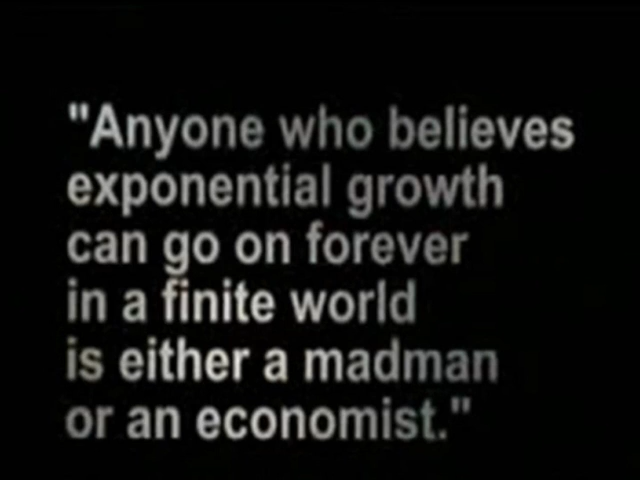 "Anyone who believes
exponential growth
can go on forever
in a finite world
is either a madman
or an economist."